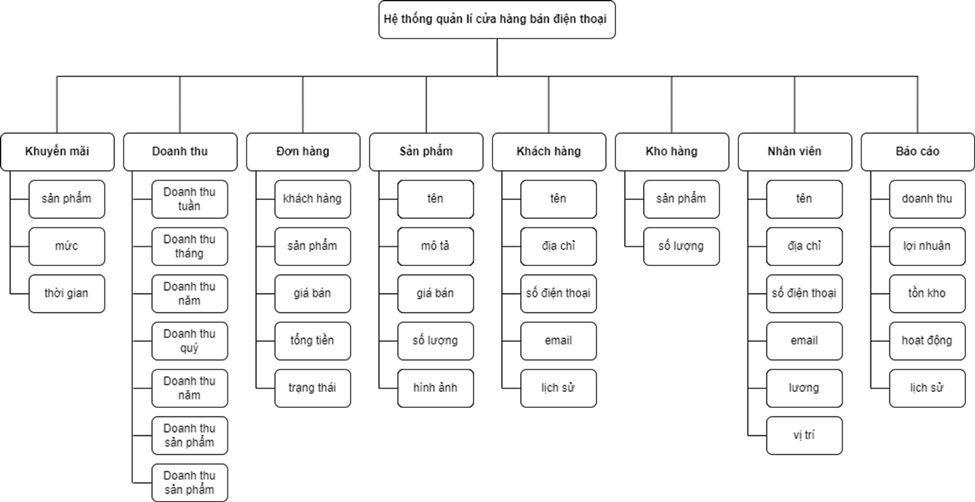 Hệ thống quản lí cửa hàng bán điện thoại
Khuyến mãi
sản phẩm
mức
thời gian
Doanh thu
Doanh thu
tuần
Doanh thu
tháng
Doanh thu
năm
Doanh thu
quý
Doanh thu
năm
Doanh thu
sản phẩm
Doanh thu
sản phẩm
Đơn hàng
khách hàng
sản phẩm
giá bán
tổng tiền
trạng thái
Sản phẩm
tên
mô tả
giá bán
số lượng
hình ảnh
Khách hàng
tên
địa chỉ
số điện thoại
email
lịch sử
Kho hàng
sản phẩm
số lượng
Nhân viên
tên
địa chỉ
số điện thoại
email
lương
vị trí
Báo cáo
doanh thu
lợi nhuận
tồn kho
hoạt động
lịch sử